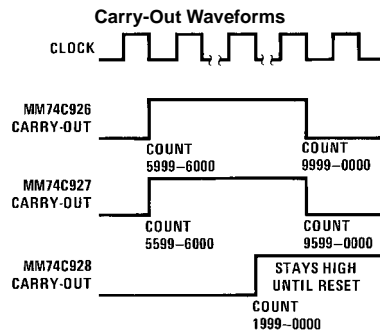 Carry-Out Waveforms
CLOCK
MM74C926
CARRY-OUT
COUNT
5999–6000
COUNT
9999–0000
MM74C927
CARRY-OUT
COUNT
5599–6000
COUNT
9599–0000
MM74C928
CARRY-OUT
STAYS HIGH
UNTIL RESET
COUNT
1999–0000